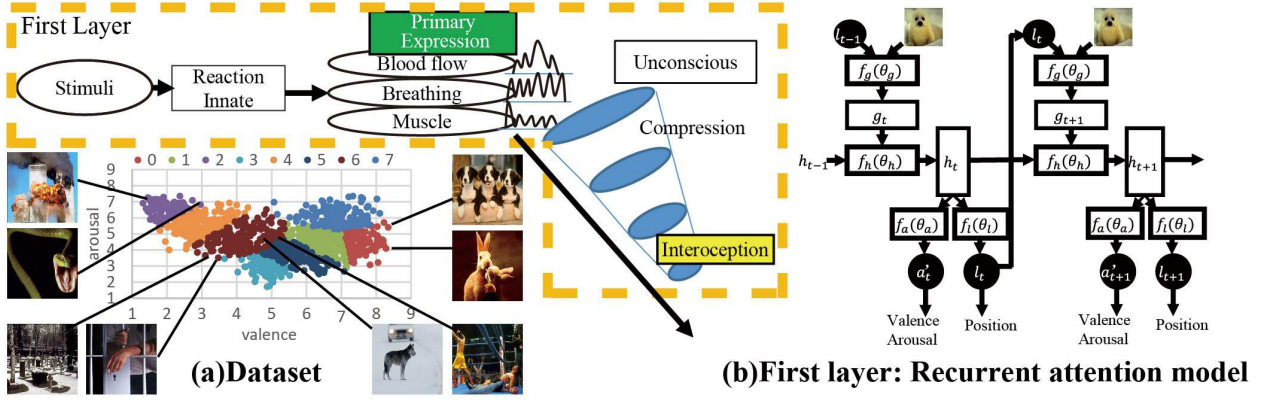 First Layer
Primary
Expression
Stimuli
Reaction
Innate
Blood flow
Breathing
Muscle
Unconscious
Compression
Interoception
0 1 2 3 4 5 6 7
9
8
7
6
5
4
3
2
1
arousal
1 2 3 4 5 6 7 8 9
valence
(a)Dataset
l_{t-1}
f_g(θ_g)
g_t
h_{t-1}
f_h(θ_h)
h_t
f_a(θ_a)
f_l(θ_l)
a'_t
l_t
Valence
Arousal
Position
l_t
f_g(θ_g)
g_{t+1}
f_h(θ_h)
h_{t+1}
f_a(θ_a)
f_l(θ_l)
a'_{t+1}
l_{t+1}
Valence
Arousal
Position
(b)First layer: Recurrent attention model